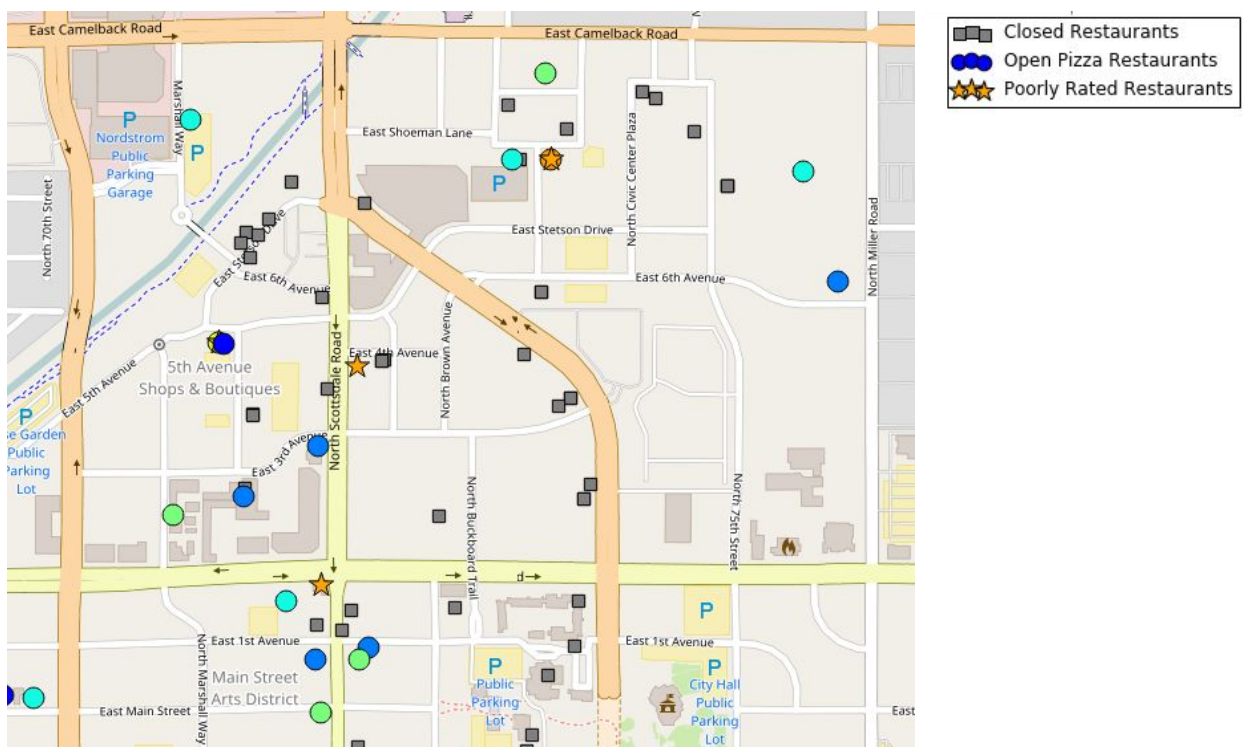 East Camelback Road
East Camelback Road
Closed Restaurants
Open Pizza Restaurants
Poorly Rated Restaurants
Marshall Way
P
Nordstrom
Public
Parking
Garage
P
East Shoeman Lane
P
North Civic Center Plaza
North 70th Street
East Stetson Drive
North Miller Road
East 6th Avenue
East 6th Avenue
North Scottsdale Road
North Brown Avenue
East 4th Avenue
5th Avenue
Shops & Boutiques
East 5th Avenue
P
Garden
Public
Parking
Lot
East 3rd Avenue
North Buckboard Trail
North 75th Street
d
P
East 1st Avenue
East 1st Avenue
North Marshall Way
Main Street
Arts District
P
Public
Parking
Lot
P
City Hall
Public
Parking
Lot
East Main Street
East